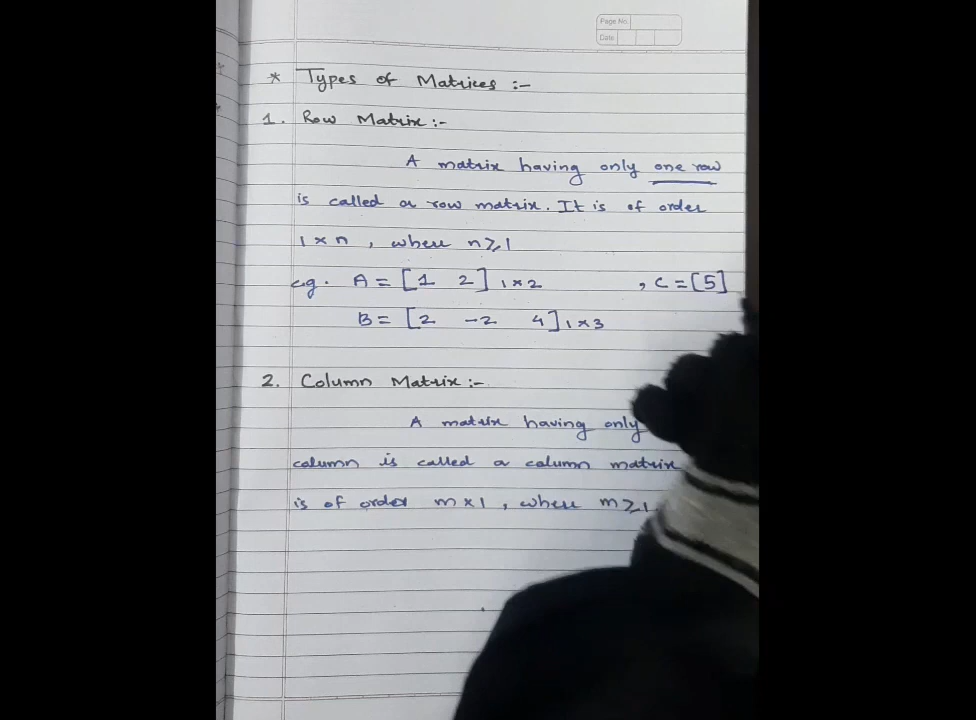 Page No.
Date
* Types of Matrices :-
1. Row Matrix :-
A matrix having only one row
is called a row matrix. It is of order
1 × n , where n ≥ 1
e.g. A = [1 2] 1×2 , C = [5]
B = [2 -2 4] 1×3
2. Column Matrix :-
A matrix having only
column is called a column matrix
is of order m × 1 , where m ≥ 1